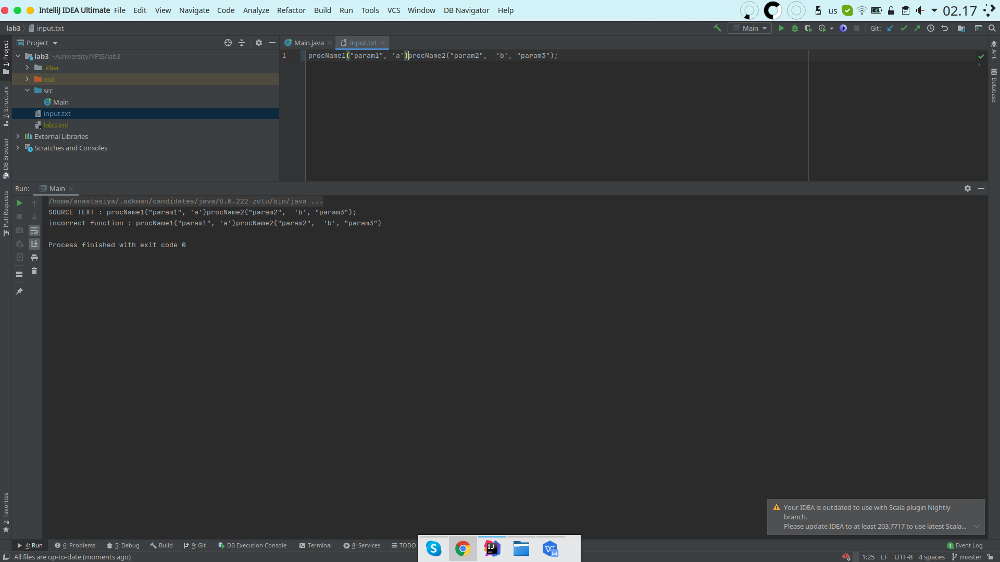 IntelliJ IDEA Ultimate File Edit View Navigate Code Analyze Refactor Build Run Tools VCS Window DB Navigator Help us 02.17
lab3 input.txt Main Git:
1: Project
7: Structure
DB Browser
Pull Requests
2: Favorites
Project
lab3 ~/university/YPIS/lab3
.idea
out
src
Main
input.txt
lab3.iml
External Libraries
Scratches and Consoles
Main.java input.txt
1 procName1("param1", 'a')procName2("param2",  'b', "param3");
Ant
Database
Run: Main
/home/anastasiya/.sdkman/candidates/java/8.0.222-zulu/bin/java ...
SOURCE TEXT : procName1("param1", 'a')procName2("param2",  'b', "param3");
incorrect function : procName1("param1", 'a')procName2("param2",  'b', "param3")
Process finished with exit code 0
Your IDEA is outdated to use with Scala plugin Nightly
branch.
Please update IDEA to at least 203.7717 to use latest Scala...
4: Run 6: Problems 5: Debug Build 9: Git DB Execution Console Terminal 8: Services TODO 1 Event Log
All files are up-to-date (moments ago) 1:25 LF UTF-8 4 spaces master